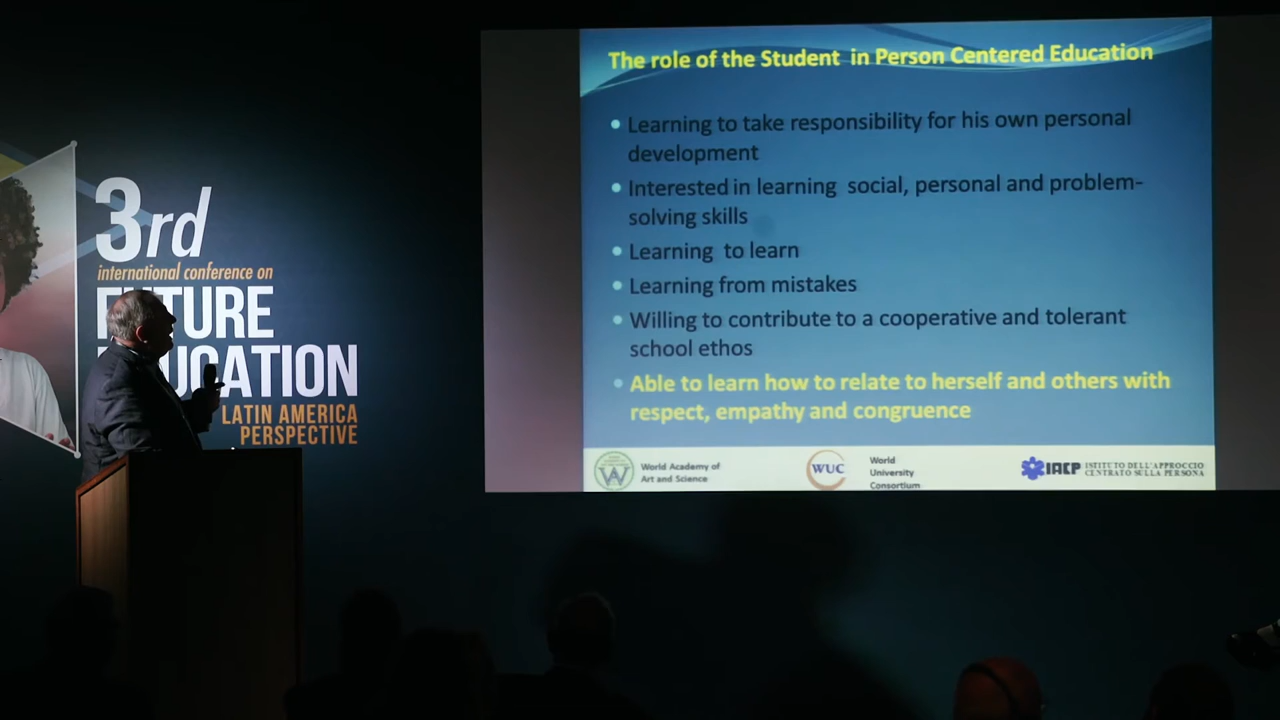 3rd
international conference on
FUTURE
EDUCATION
LATIN AMERICA
PERSPECTIVE
The role of the Student in Person Centered Education
• Learning to take responsibility for his own personal
development
• Interested in learning social, personal and problem-
solving skills
• Learning to learn
• Learning from mistakes
• Willing to contribute to a cooperative and tolerant
school ethos
• Able to learn how to relate to herself and others with
respect, empathy and congruence
World Academy of
Art and Science
WUC
World
University
Consortium
IACP
ISTITUTO DELL'APPROCCIO
CENTRATO SULLA PERSONA